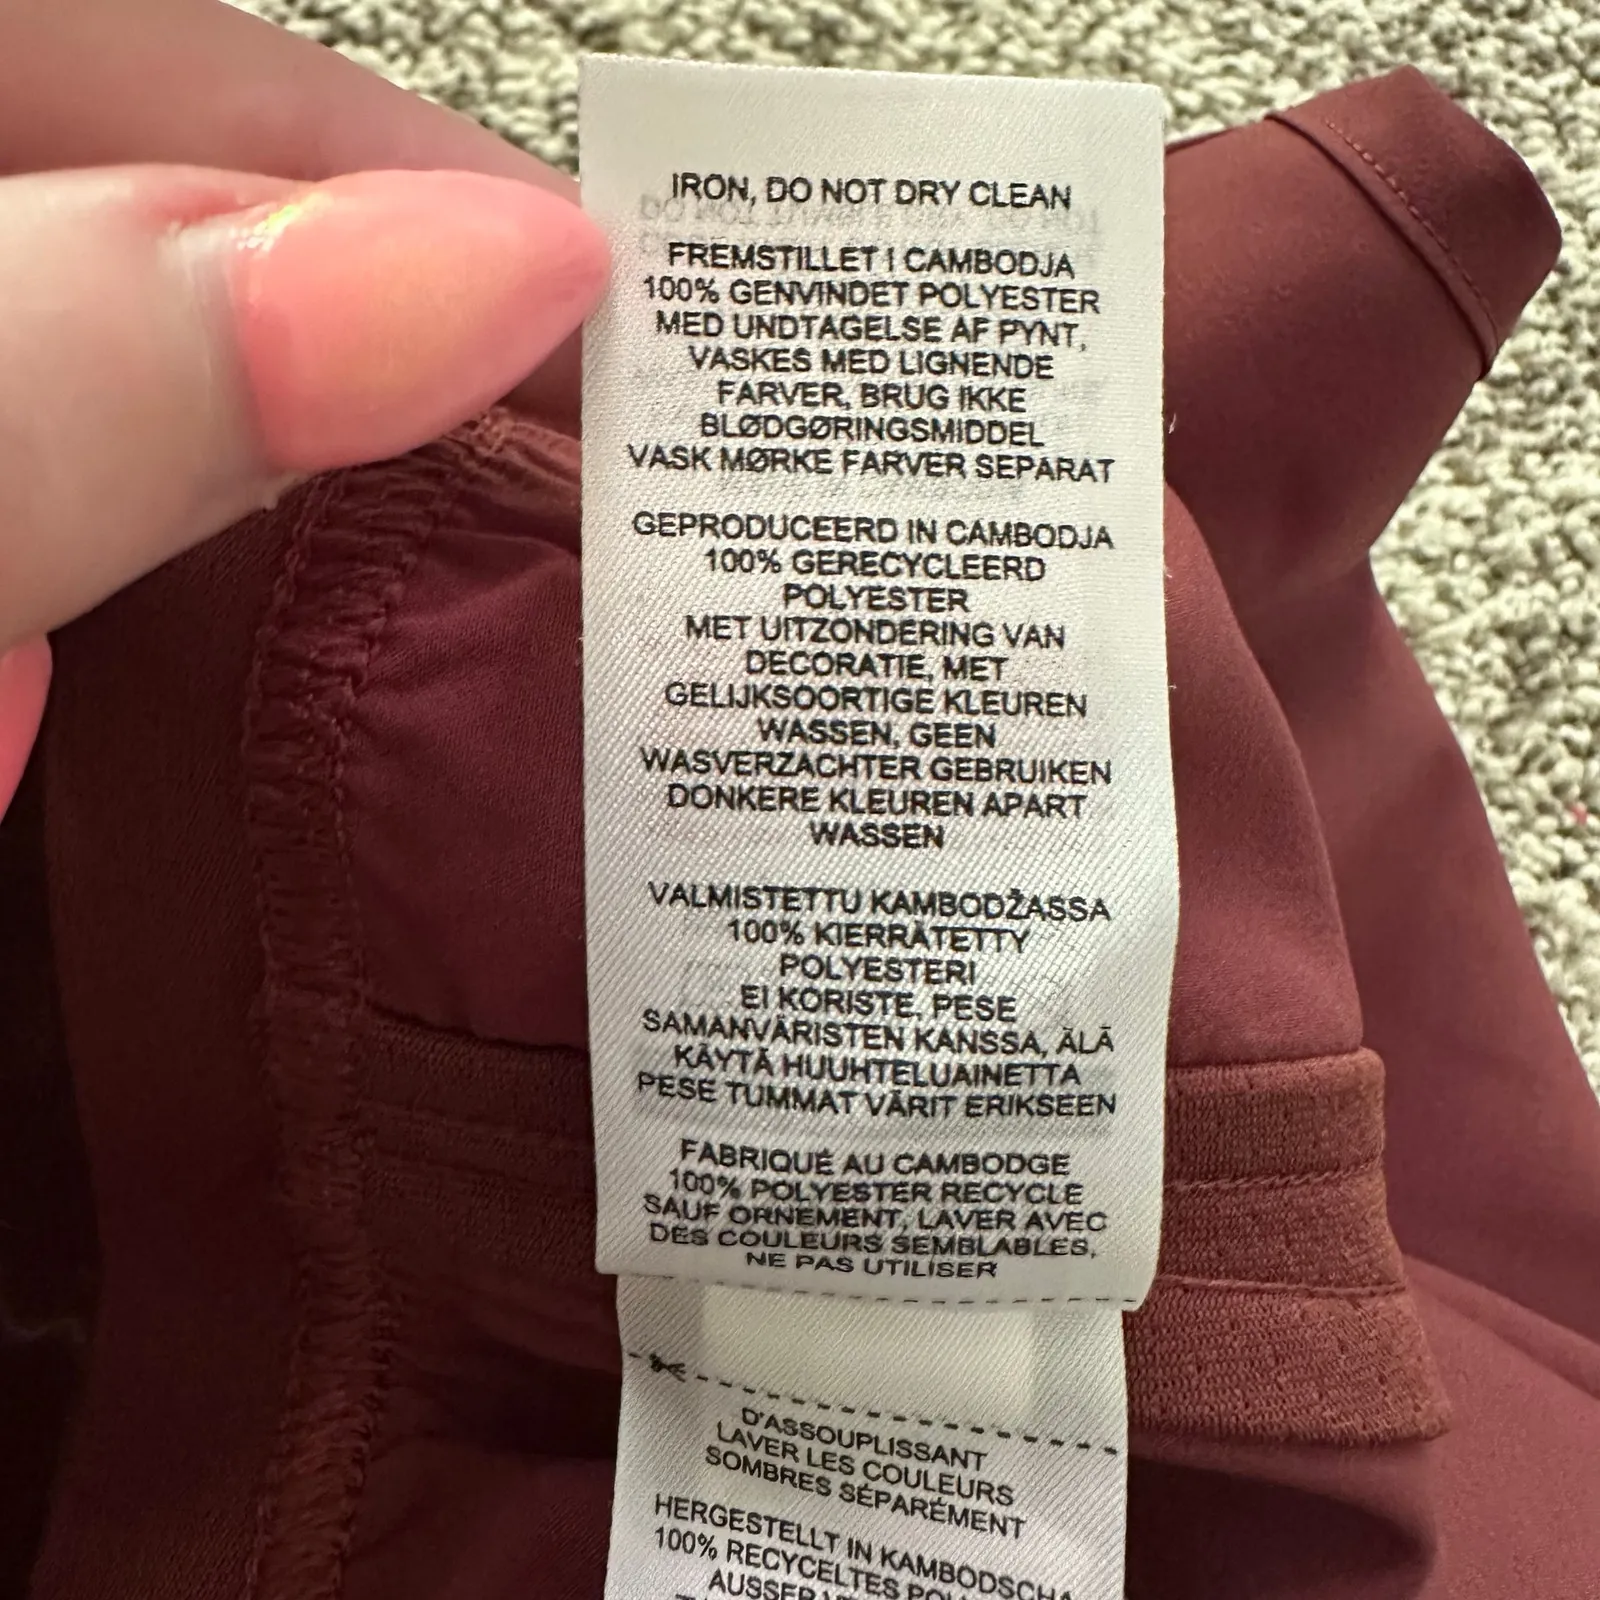 IRON, DO NOT DRY CLEAN
FREMSTILLET I CAMBODJA
100% GENVINDET POLYESTER
MED UNDTAGELSE AF PYNT,
VASKES MED LIGNENDE
FARVER, BRUG IKKE
BLØDGØRINGSMIDDEL
VASK MØRKE FARVER SEPARAT
GEPRODUCEERD IN CAMBODJA
100% GERECYCLEERD
POLYESTER
MET UITZONDERING VAN
DECORATIE, MET
GELIJKSOORTIGE KLEUREN
WASSEN, GEEN
WASVERZACHTER GEBRUIKEN
DONKERE KLEUREN APART
WASSEN
VALMISTETTU KAMBODŽASSA
100% KIERRÄTETTY
POLYESTERI
EI KORISTE, PESE
SAMANVÄRISTEN KANSSA, ÄLÄ
KÄYTÄ HUUHTELUAINETTA
PESE TUMMAT VÄRIT ERIKSEEN
FABRIQUÉ AU CAMBODGE
100% POLYESTER RECYCLE
SAUF ORNEMENT, LAVER AVEC
DES COULEURS SEMBLABLES,
NE PAS UTILISER
D'ASSOUPLISSANT
LAVER LES COULEURS
SOMBRES SÉPARÉMENT
HERGESTELLT IN KAMBODSCHA
100% RECYCELTES
AUSSER